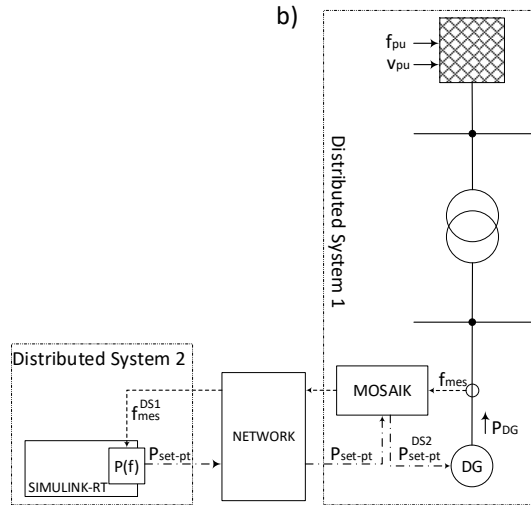 b)
fpu
vpu
Distributed System 1
Distributed System 2
MOSAIK
fmes
fmes DS1
NETWORK
PDG
P(f)
Pset-pt
Pset-pt
Pset-pt DS2
DG
SIMULINK-RT